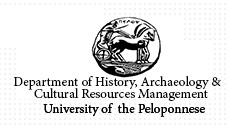 Department of History, Archaeology &
Cultural Resources Management
University of the Peloponnese